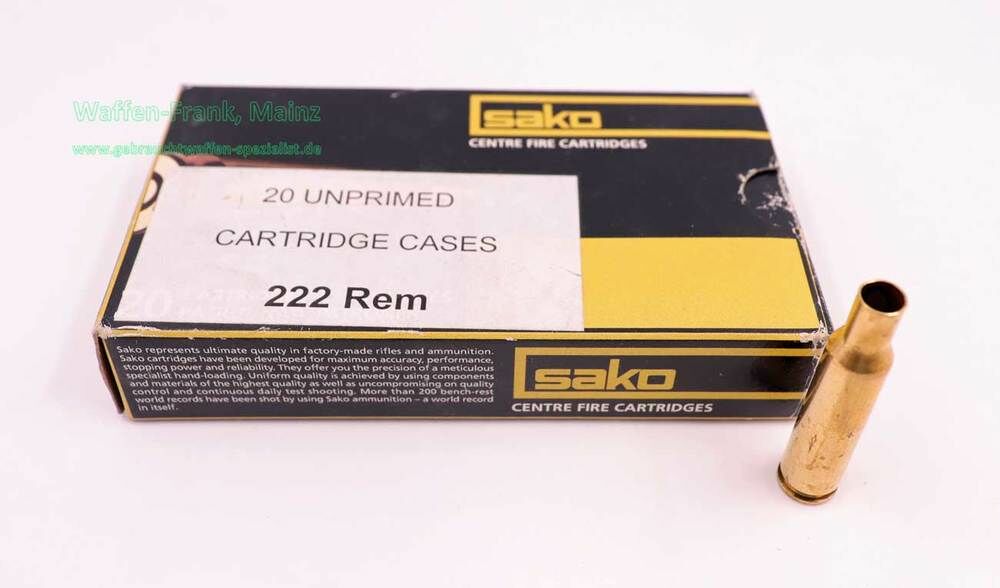 Waffen-Frank, Mainz
www.gebrauchtwaffen-spezialist.de
sako
CENTRE FIRE CARTRIDGES
20 UNPRIMED
CARTRIDGE CASES
222 Rem
Sako represents ultimate quality in factory-made rifles and ammunition.
Sako cartridges have been developed for maximum accuracy, performance,
stopping power and reliability. They offer you the precision of a meticulous
specialist hand-loading. Uniform quality is achieved by using components
and materials of the highest quality as well as uncompromising on quality
control and continuous daily test shooting. More than 200 bench-rest
world records have been shot by using Sako ammunition – a world record
in itself.
sako
CENTRE FIRE CARTRIDGES